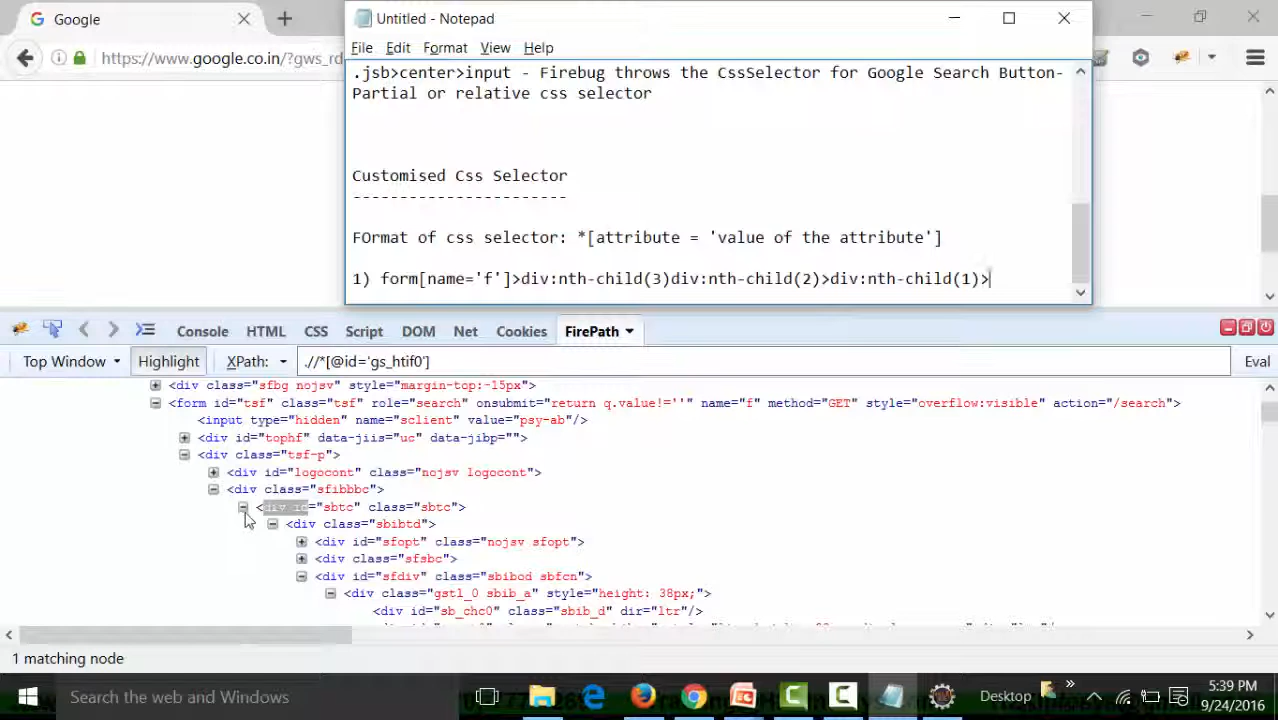 Google
Untitled - Notepad
https://www.google.co.in/?gws_rd
File Edit Format View Help
.jsb>center>input - Firebug throws the CssSelector for Google Search Button-
Partial or relative css selector
Customised Css Selector
-----------------------
FOrmat of css selector: *[attribute = 'value of the attribute']
1) form[name='f']>div:nth-child(3)div:nth-child(2)>div:nth-child(1)>
Console HTML CSS Script DOM Net Cookies FirePath
Top Window Highlight XPath: .//*[@id='gs_htif0'] Eval
<div class="sfbg nojsv" style="margin-top:-15px">
<form id="tsf" class="tsf" role="search" onsubmit="return q.value!=''" name="f" method="GET" style="overflow:visible" action="/search">
<input type="hidden" name="sclient" value="psy-ab"/>
<div id="tophf" data-jiis="uc" data-jibp="">
<div class="tsf-p">
<div id="logocont" class="nojsv logocont">
<div class="sfibbbc">
<div id="sbtc" class="sbtc">
<div class="sbibtd">
<div id="sfopt" class="nojsv sfopt">
<div class="sfsbc">
<div id="sfdiv" class="sbibod sbfcn">
<div class="gstl_0 sbib_a" style="height: 38px;">
<div id="sb_chc0" class="sbib_d" dir="ltr"/>
1 matching node
Search the web and Windows
Desktop
5:39 PM
9/24/2016